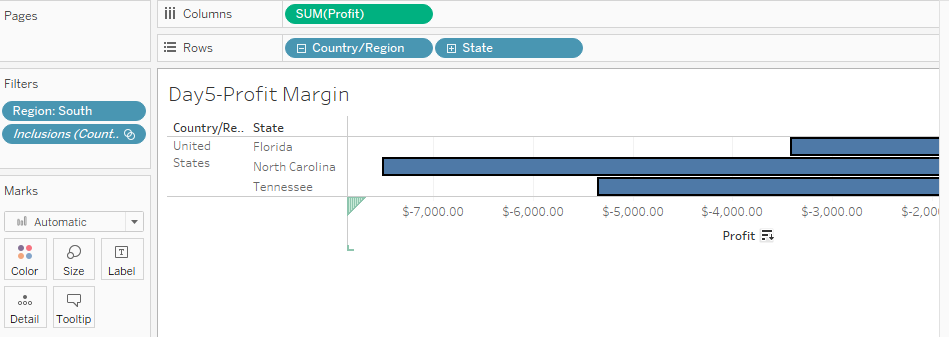 Pages
Columns
SUM(Profit)
Rows
Country/Region
State
Filters
Region: South
Inclusions (Count..
Marks
Automatic
Color
Size
Label
Detail
Tooltip
Day5-Profit Margin
Country/Re.. State
United States
Florida
North Carolina
Tennessee
$-7,000.00 $-6,000.00 $-5,000.00 $-4,000.00 $-3,000.00 $-2,000
Profit